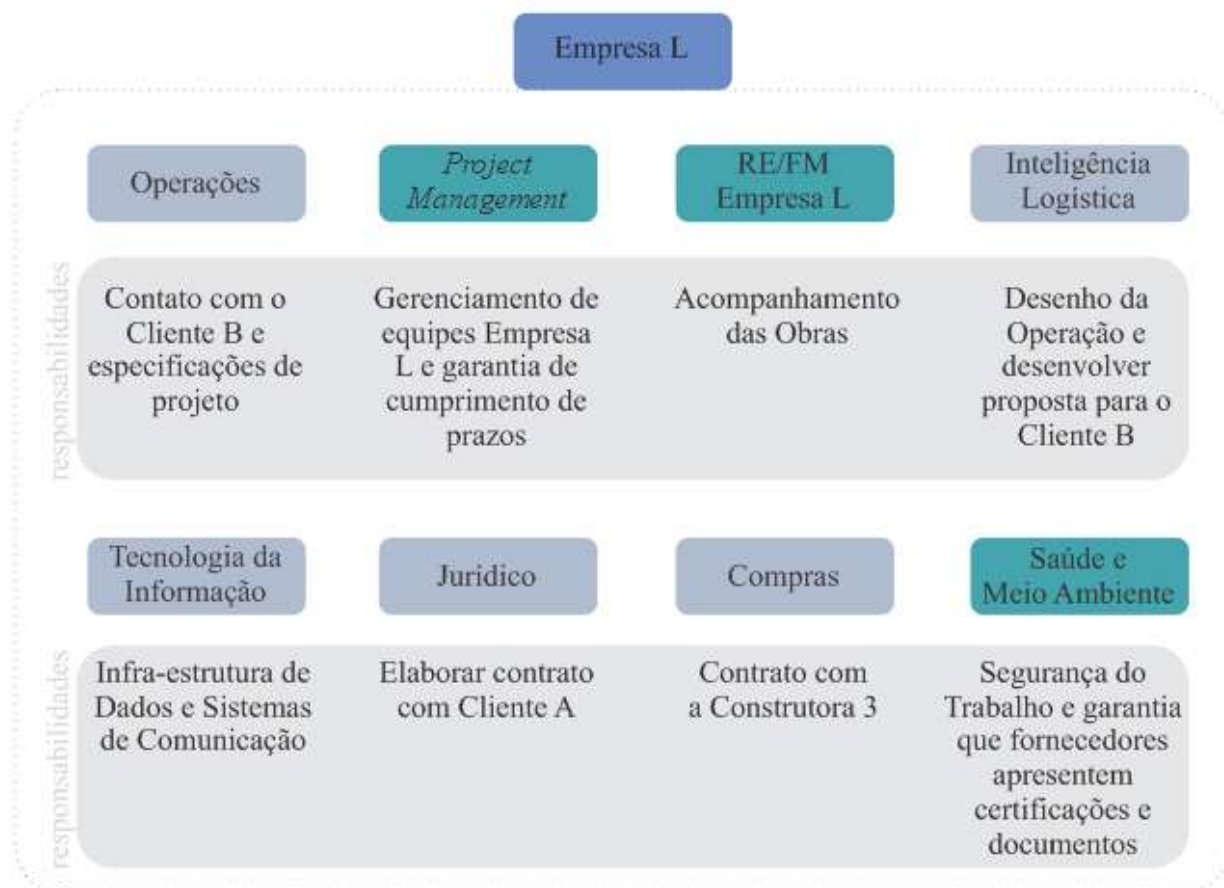 Empresa L
Operações
Project
Management
RE/FM
Empresa L
Inteligência
Logística
responsabilidades
Contato com o
Cliente B e
especificações de
projeto
Gerenciamento de
equipes Empresa
L e garantia de
cumprimento de
prazos
Acompanhamento
das Obras
Desenho da
Operação e
desenvolver
proposta para o
Cliente B
Tecnologia da
Informação
Jurídico
Compras
Saúde e
Meio Ambiente
responsabilidades
Infra-estrutura de
Dados e Sistemas
de Comunicação
Elaborar contrato
com Cliente A
Contrato com
a Construtora 3
Segurança do
Trabalho e garantia
que fornecedores
apresentem
certificações e
documentos